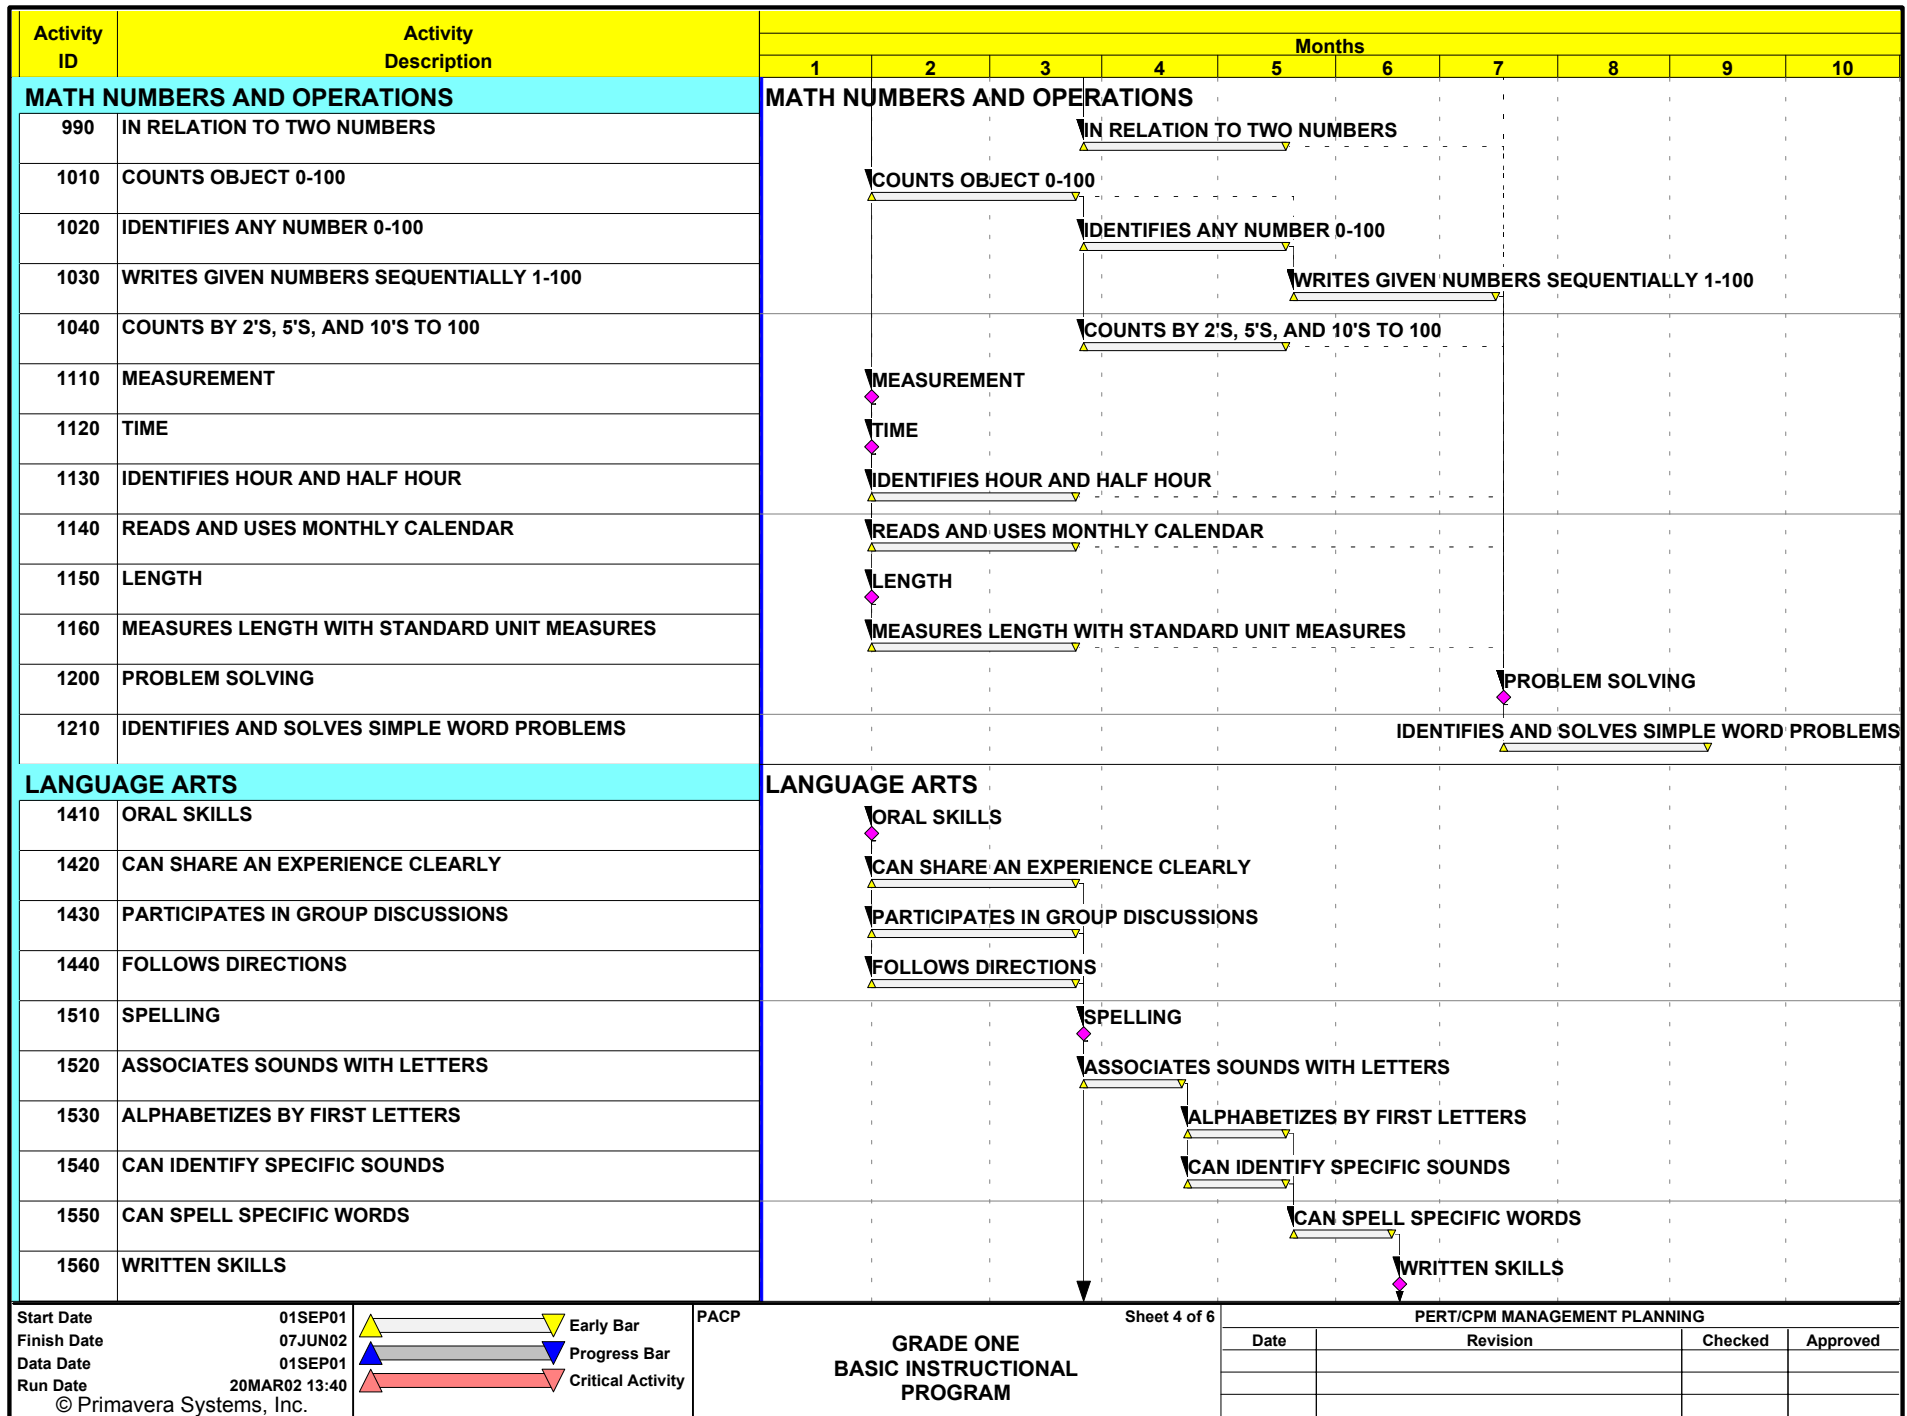 Activity ID
Activity Description
Months
1 2 3 4 5 6 7 8 9 10
MATH NUMBERS AND OPERATIONS
MATH NUMBERS AND OPERATIONS
990 IN RELATION TO TWO NUMBERS
IN RELATION TO TWO NUMBERS
1010 COUNTS OBJECT 0-100
COUNTS OBJECT 0-100
1020 IDENTIFIES ANY NUMBER 0-100
IDENTIFIES ANY NUMBER 0-100
1030 WRITES GIVEN NUMBERS SEQUENTIALLY 1-100
WRITES GIVEN NUMBERS SEQUENTIALLY 1-100
1040 COUNTS BY 2'S, 5'S, AND 10'S TO 100
COUNTS BY 2'S, 5'S, AND 10'S TO 100
1110 MEASUREMENT
MEASUREMENT
1120 TIME
TIME
1130 IDENTIFIES HOUR AND HALF HOUR
IDENTIFIES HOUR AND HALF HOUR
1140 READS AND USES MONTHLY CALENDAR
READS AND USES MONTHLY CALENDAR
1150 LENGTH
LENGTH
1160 MEASURES LENGTH WITH STANDARD UNIT MEASURES
MEASURES LENGTH WITH STANDARD UNIT MEASURES
1200 PROBLEM SOLVING
PROBLEM SOLVING
1210 IDENTIFIES AND SOLVES SIMPLE WORD PROBLEMS
IDENTIFIES AND SOLVES SIMPLE WORD PROBLEMS
LANGUAGE ARTS
LANGUAGE ARTS
1410 ORAL SKILLS
ORAL SKILLS
1420 CAN SHARE AN EXPERIENCE CLEARLY
CAN SHARE AN EXPERIENCE CLEARLY
1430 PARTICIPATES IN GROUP DISCUSSIONS
PARTICIPATES IN GROUP DISCUSSIONS
1440 FOLLOWS DIRECTIONS
FOLLOWS DIRECTIONS
1510 SPELLING
SPELLING
1520 ASSOCIATES SOUNDS WITH LETTERS
ASSOCIATES SOUNDS WITH LETTERS
1530 ALPHABETIZES BY FIRST LETTERS
ALPHABETIZES BY FIRST LETTERS
1540 CAN IDENTIFY SPECIFIC SOUNDS
CAN IDENTIFY SPECIFIC SOUNDS
1550 CAN SPELL SPECIFIC WORDS
CAN SPELL SPECIFIC WORDS
1560 WRITTEN SKILLS
WRITTEN SKILLS
Start Date 01SEP01
Finish Date 07JUN02
Data Date 01SEP01
Run Date 20MAR02 13:40
© Primavera Systems, Inc.
Early Bar
Progress Bar
Critical Activity
PACP
Sheet 4 of 6
GRADE ONE
BASIC INSTRUCTIONAL
PROGRAM
PERT/CPM MANAGEMENT PLANNING
Date Revision Checked Approved